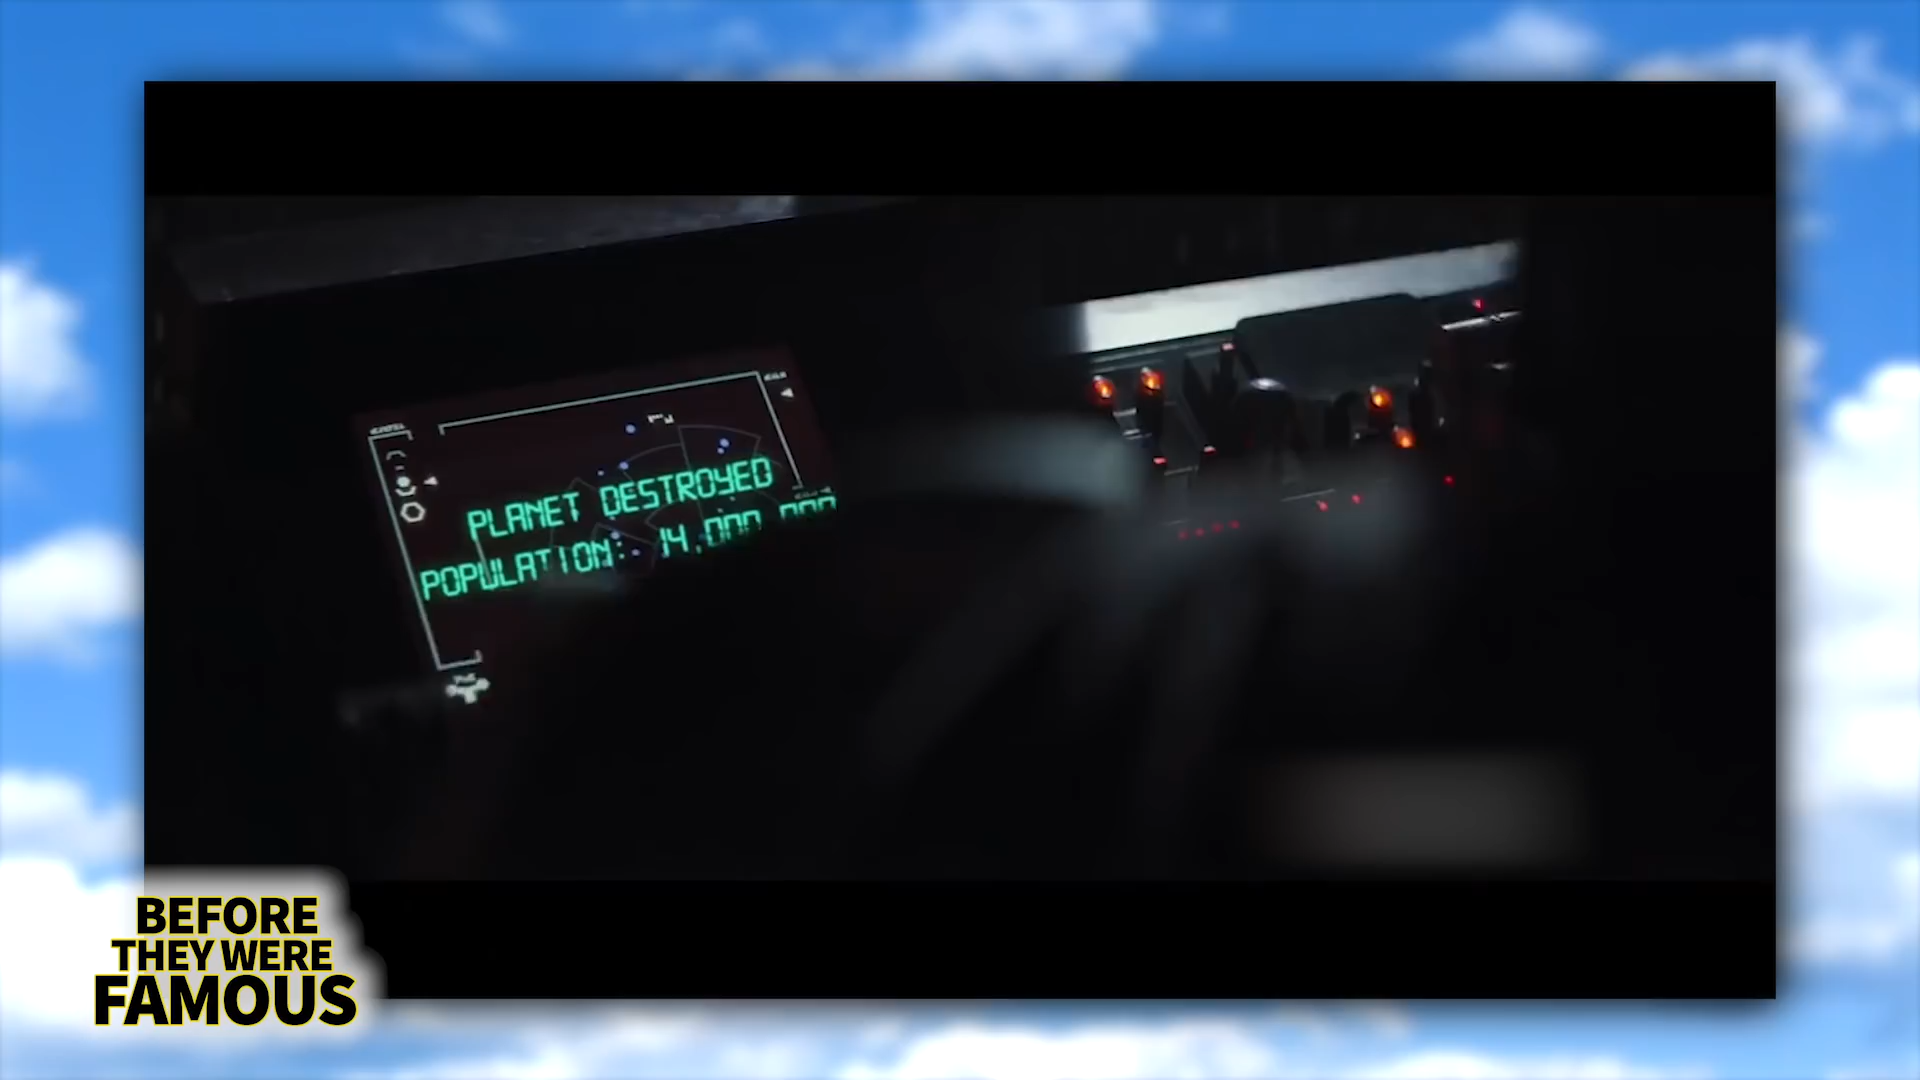 PLANET DESTROYED
POPULATION: 14,000,000
BEFORE
THEY WERE
FAMOUS